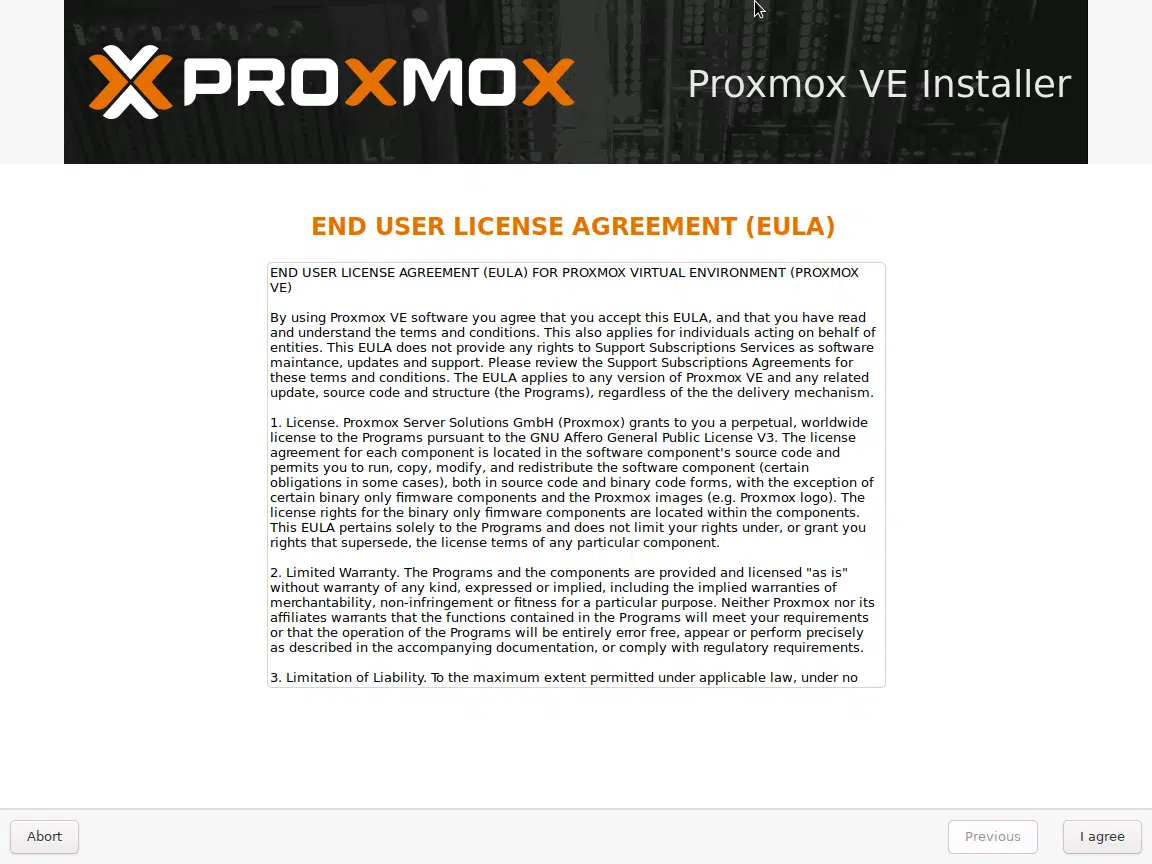 PROXMOX
Proxmox VE Installer
END USER LICENSE AGREEMENT (EULA)
END USER LICENSE AGREEMENT (EULA) FOR PROXMOX VIRTUAL ENVIRONMENT (PROXMOX
VE)
By using Proxmox VE software you agree that you accept this EULA, and that you have read
and understand the terms and conditions. This also applies for individuals acting on behalf of
entities. This EULA does not provide any rights to Support Subscriptions Services as software
maintance, updates and support. Please review the Support Subscriptions Agreements for
these terms and conditions. The EULA applies to any version of Proxmox VE and any related
update, source code and structure (the Programs), regardless of the the delivery mechanism.
1. License. Proxmox Server Solutions GmbH (Proxmox) grants to you a perpetual, worldwide
license to the Programs pursuant to the GNU Affero General Public License V3. The license
agreement for each component is located in the software component's source code and
permits you to run, copy, modify, and redistribute the software component (certain
obligations in some cases), both in source code and binary code forms, with the exception of
certain binary only firmware components and the Proxmox images (e.g. Proxmox logo). The
license rights for the binary only firmware components are located within the components.
This EULA pertains solely to the Programs and does not limit your rights under, or grant you
rights that supersede, the license terms of any particular component.
2. Limited Warranty. The Programs and the components are provided and licensed "as is"
without warranty of any kind, expressed or implied, including the implied warranties of
merchantability, non-infringement or fitness for a particular purpose. Neither Proxmox nor its
affiliates warrants that the functions contained in the Programs will meet your requirements
or that the operation of the Programs will be entirely error free, appear or perform precisely
as described in the accompanying documentation, or comply with regulatory requirements.
3. Limitation of Liability. To the maximum extent permitted under applicable law, under no
Abort
Previous
I agree